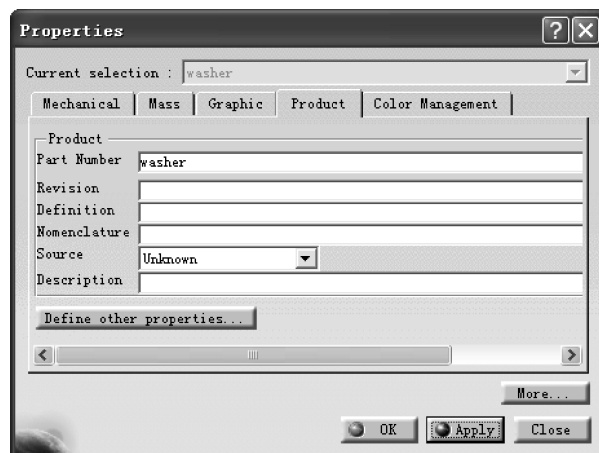 Properties
Current selection : washer
Mechanical Mass Graphic Product Color Management
Product
Part Number washer
Revision
Definition
Nomenclature
Source Unknown
Description
Define other properties...
More...
OK Apply Close